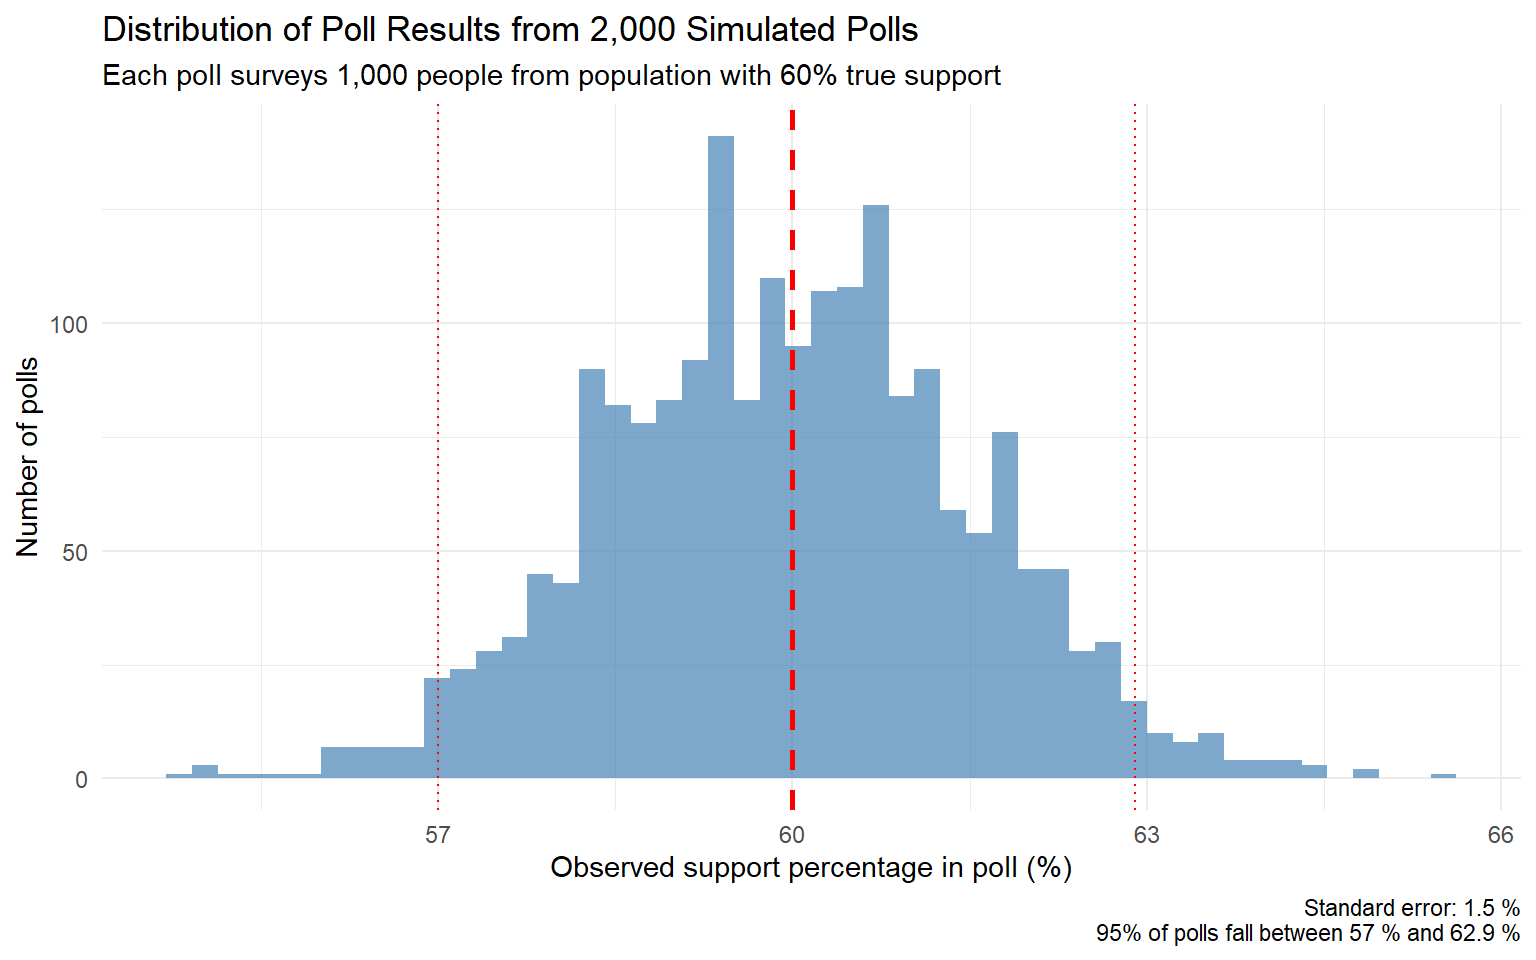 Distribution of Poll Results from 2,000 Simulated Polls
Each poll surveys 1,000 people from population with 60% true support
Number of polls
100
50
0
57
60
63
66
Observed support percentage in poll (%)
Standard error: 1.5 %
95% of polls fall between 57 % and 62.9 %